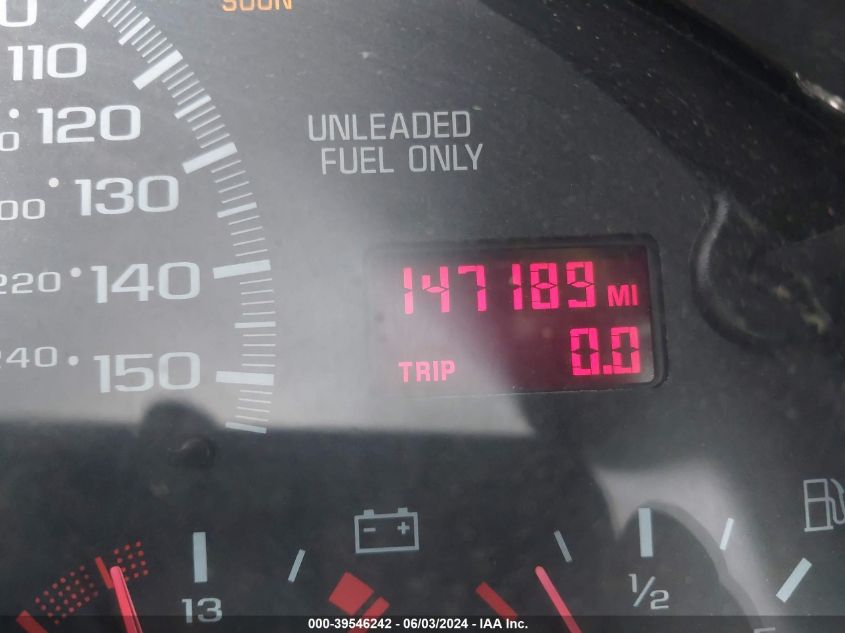 SOON
110
120
130
220 140
240 150
UNLEADED
FUEL ONLY
147189 MI
TRIP 0.0
- +
13
1/2
000-39546242 - 06/03/2024 - IAA Inc.